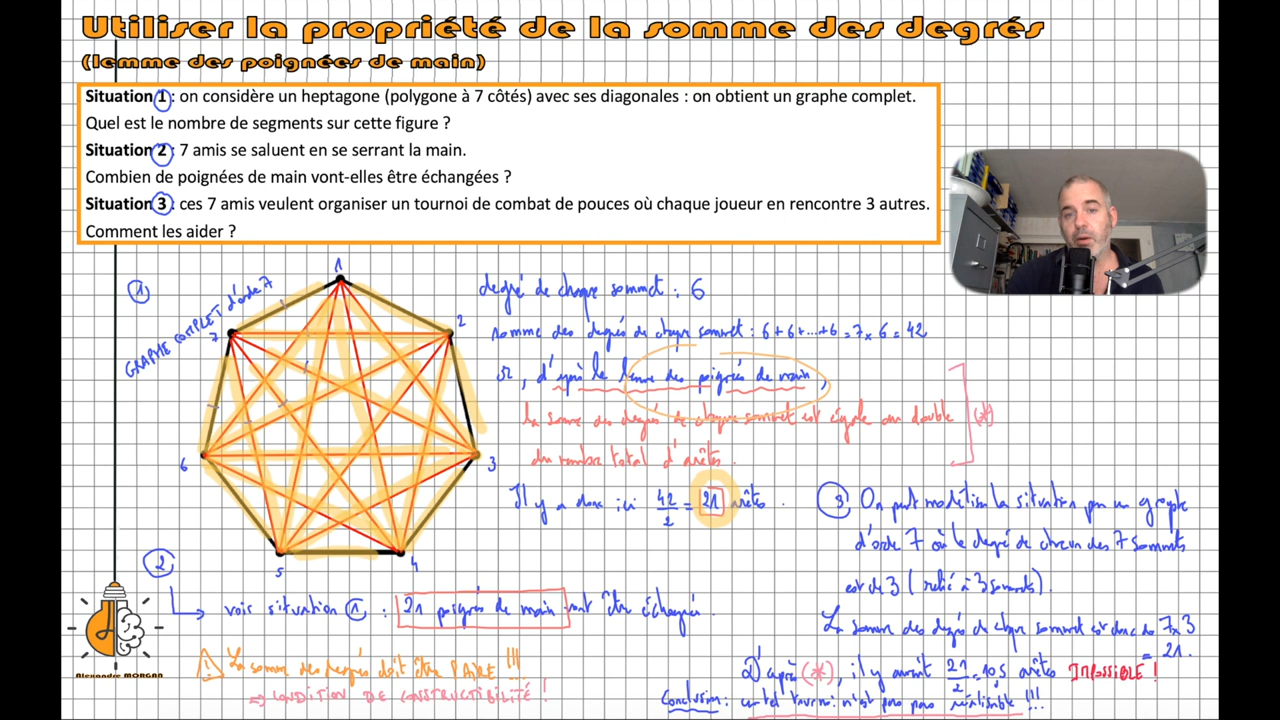 Utiliser la propriété de la somme des degrés
(lemme des poignées de main)
Situation 1 : on considère un heptagone (polygone à 7 côtés) avec ses diagonales : on obtient un graphe complet.
Quel est le nombre de segments sur cette figure ?
Situation 2 : 7 amis se saluent en se serrant la main.
Combien de poignées de main vont-elles être échangées ?
Situation 3 : ces 7 amis veulent organiser un tournoi de combat de pouces où chaque joueur en rencontre 3 autres.
Comment les aider ?
1
GRAPHE COMPLET d'ordre 7
1
2
3
4
5
6
7
degré de chaque sommet : 6
somme des degrés de chaque sommet : 6+6+...+6 = 7 × 6 = 42
Or, d'après le lemme des poignées de main,
la somme des degrés de chaque sommet est égale au double
du nombre total d'arêtes.
(*)
Il y a donc ici 42/2 = 21 arêtes.
2
voir situation 1 : 21 poignées de main vont être échangées.
⚠ La somme des degrés doit être PAIRE !!!
⇒ CONDITION DE CONSTRUCTIBILITÉ !
3 On peut modéliser la situation par un graphe
d'ordre 7 où le degré de chacun des 7 sommets
est de 3 (relié à 3 sommets).
La somme des degrés de chaque sommet est donc de 7×3
= 21.
D'après (*), il y aurait 21/2 = 10,5 arêtes IMPOSSIBLE !
Conclusion : un tel tournoi n'est pas pas réalisable !!!
Alexandre MORGAN